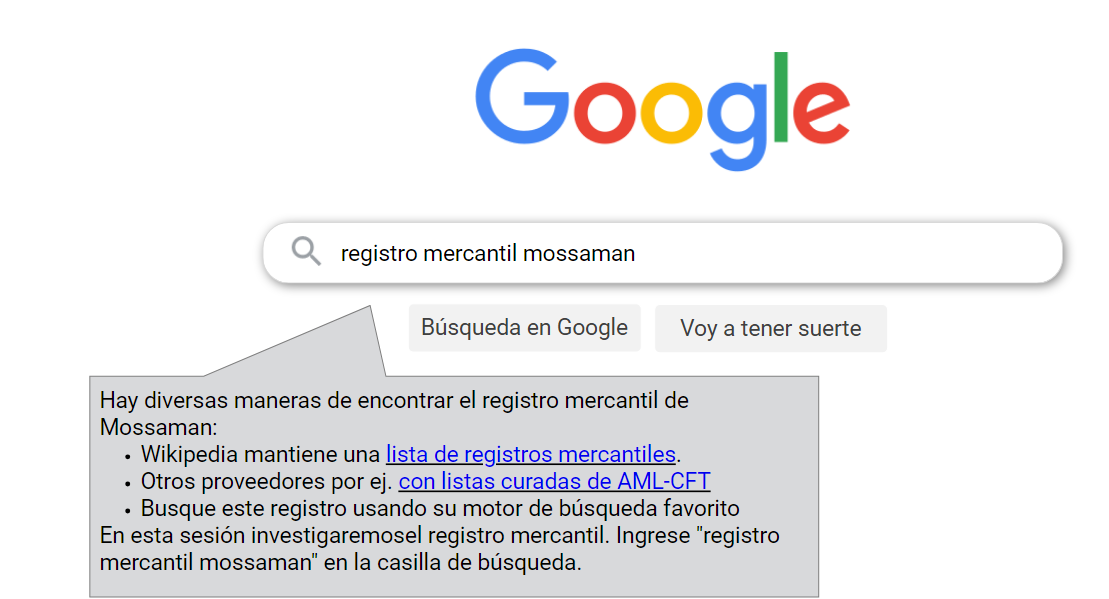 Google
registro mercantil mossaman
Búsqueda en Google
Voy a tener suerte
Hay diversas maneras de encontrar el registro mercantil de
Mossaman:
• Wikipedia mantiene una lista de registros mercantiles.
• Otros proveedores por ej. con listas curadas de AML-CFT
• Busque este registro usando su motor de búsqueda favorito
En esta sesión investigaremosel registro mercantil. Ingrese "registro
mercantil mossaman" en la casilla de búsqueda.